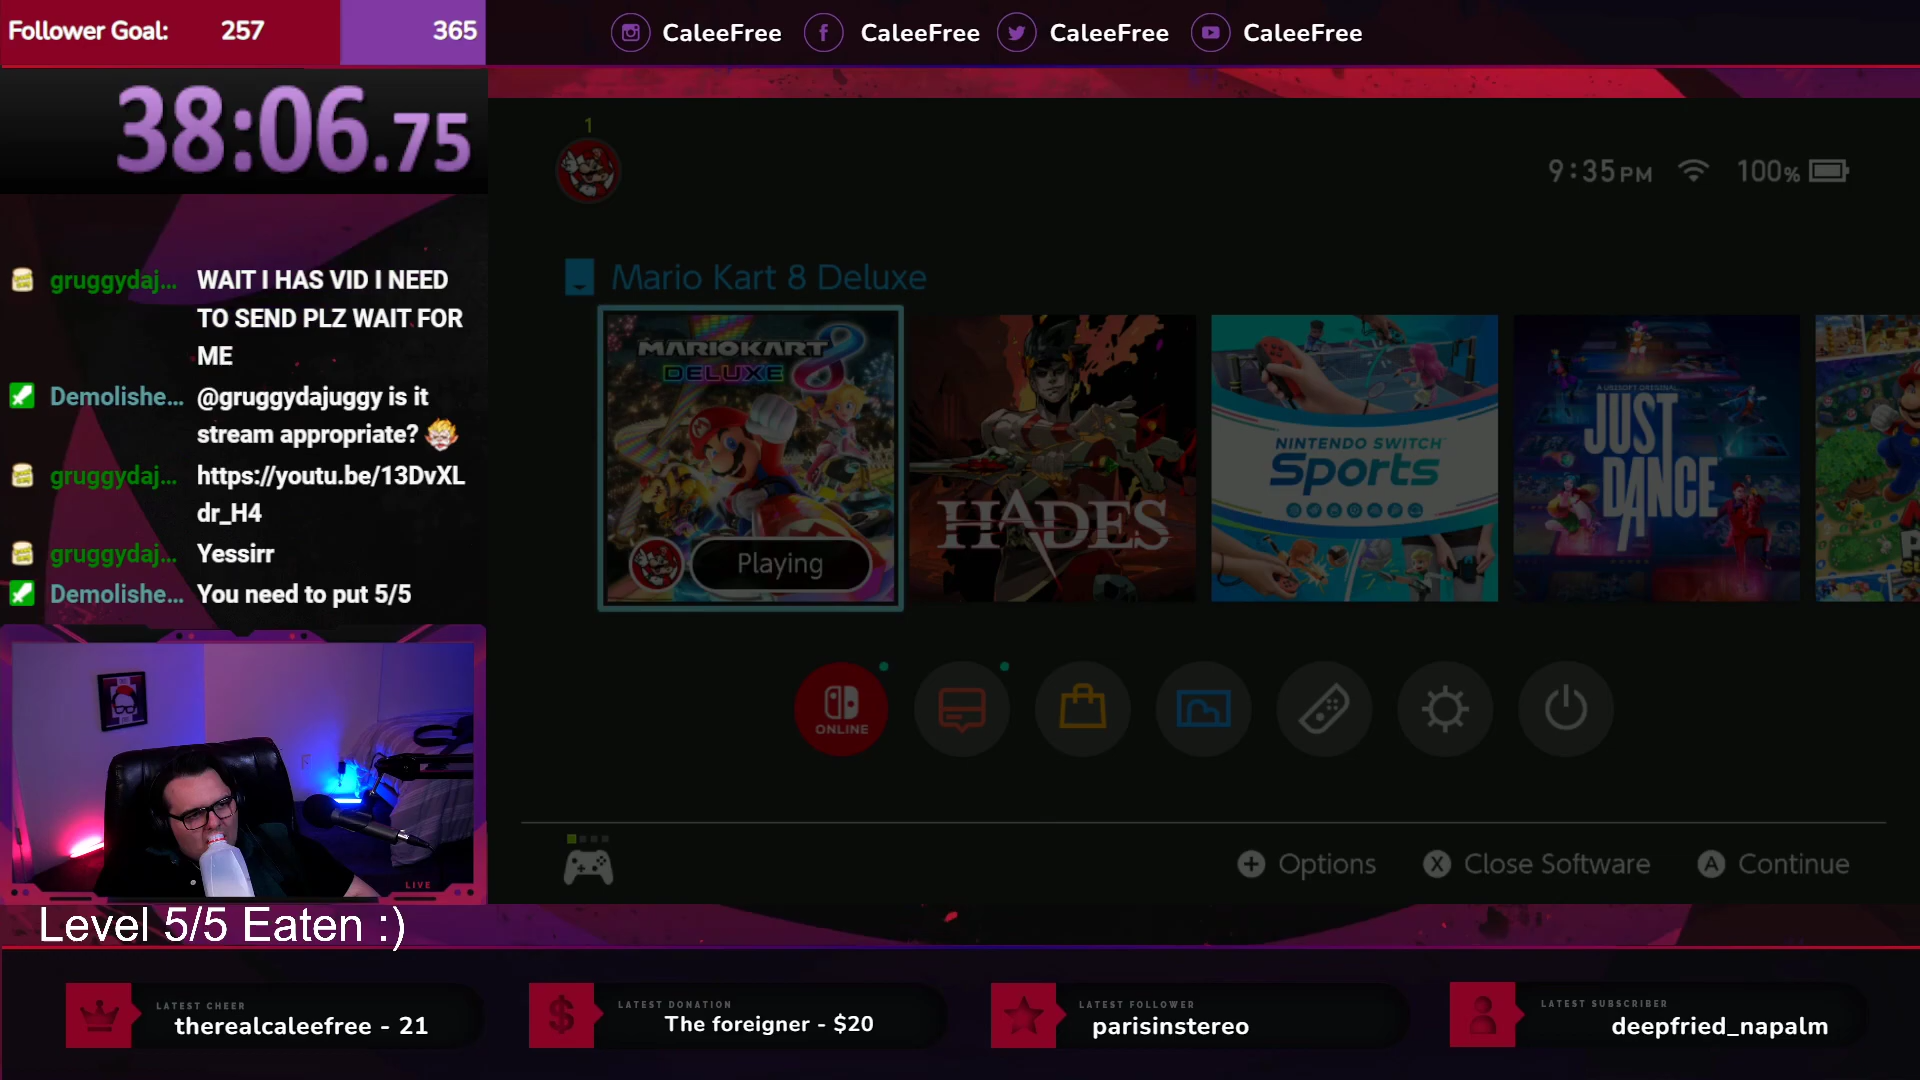 Follower Goal: 257 365
CaleeFree CaleeFree CaleeFree CaleeFree
38:06.75
gruggydaj... WAIT I HAS VID I NEED
TO SEND PLZ WAIT FOR
ME
Demolishe... @gruggydajuggy is it
stream appropriate?
gruggydaj... https://youtu.be/13DvXL
dr_H4
gruggydaj... Yessirr
Demolishe... You need to put 5/5
LIVE
Level 5/5 Eaten :)
1
9:35PM 100%
Mario Kart 8 Deluxe
MARIOKART 8
DELUXE
Playing
HADES
NINTENDO SWITCH
Sports
A UBISOFT ORIGINAL
JUST
DANCE
ONLINE
+ Options X Close Software A Continue
LATEST CHEER
therealcaleefree - 21
LATEST DONATION
The foreigner - $20
LATEST FOLLOWER
parisinstereo
LATEST SUBSCRIBER
deepfried_napalm